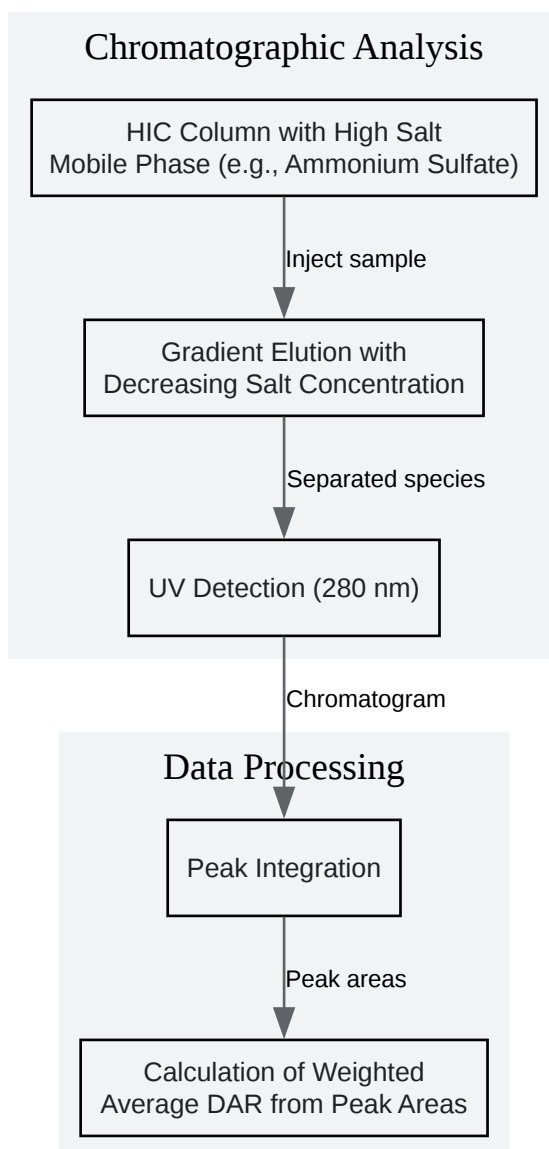 Chromatographic Analysis
HIC Column with High Salt
Mobile Phase (e.g., Ammonium Sulfate)
Inject sample
Gradient Elution with
Decreasing Salt Concentration
Separated species
UV Detection (280 nm)
Chromatogram
Data Processing
Peak Integration
Peak areas
Calculation of Weighted
Average DAR from Peak Areas